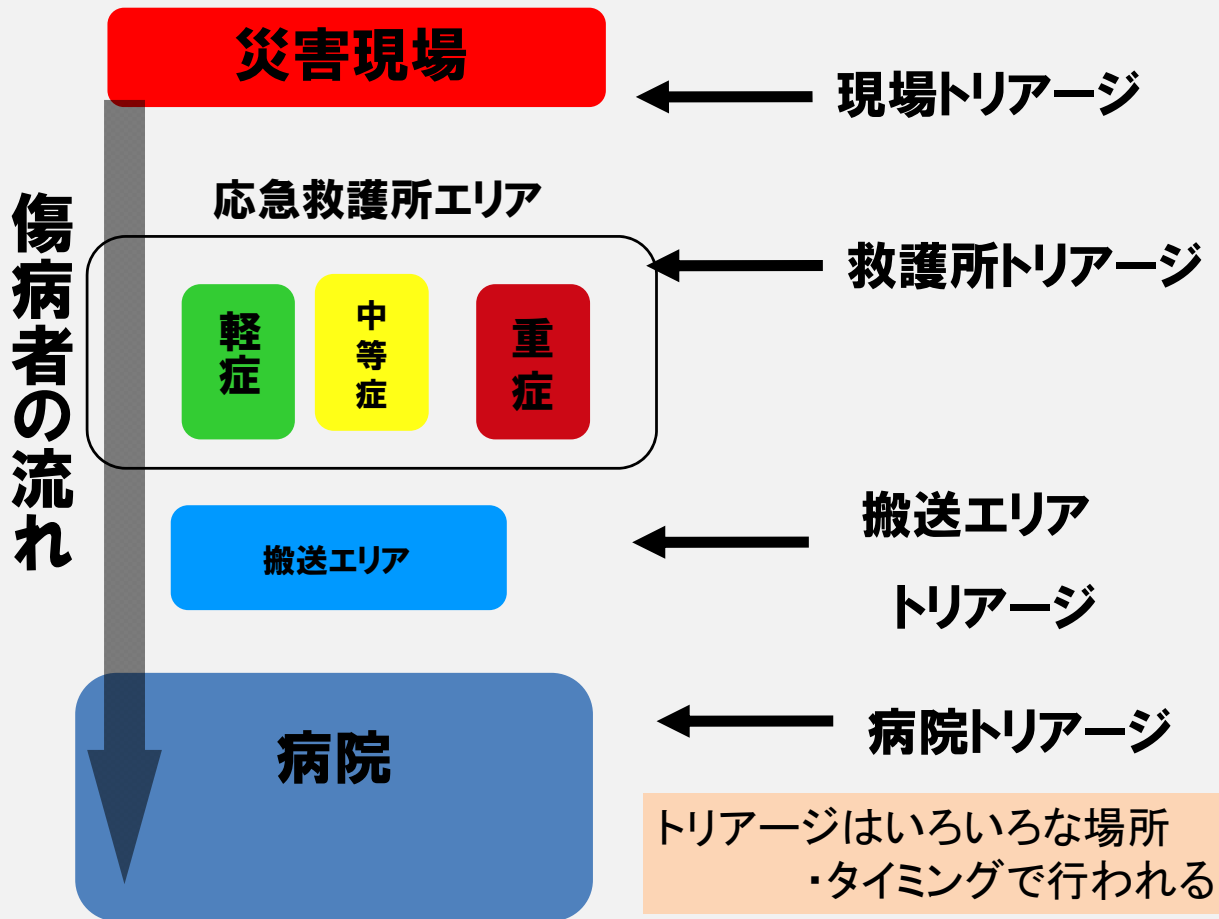 災害現場
現場トリアージ
傷病者の流れ
応急救護所エリア
救護所トリアージ
軽症
中等症
重症
搬送エリア
トリアージ
搬送エリア
病院トリアージ
病院
トリアージはいろいろな場所
・タイミングで行われる